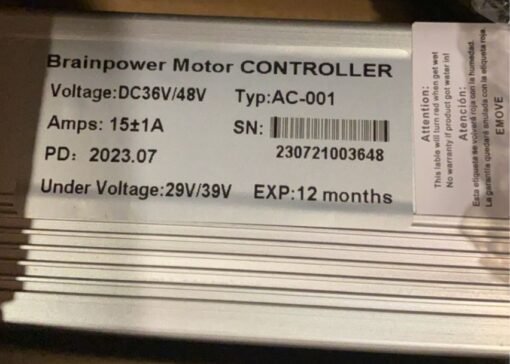 Brainpower Motor CONTROLLER
Voltage:DC36V/48V Typ:AC-001
Amps: 15±1A SN:
230721003648
PD: 2023.07
Under Voltage:29V/39V EXP:12 months
Attention:
This lable will turn red when get wet
No warranty if product got water in!
Atención:
Esta etiqueta se volverá roja con la humedad.
La garantía quedaré anulada con la etiqueta roja.
EMOVE